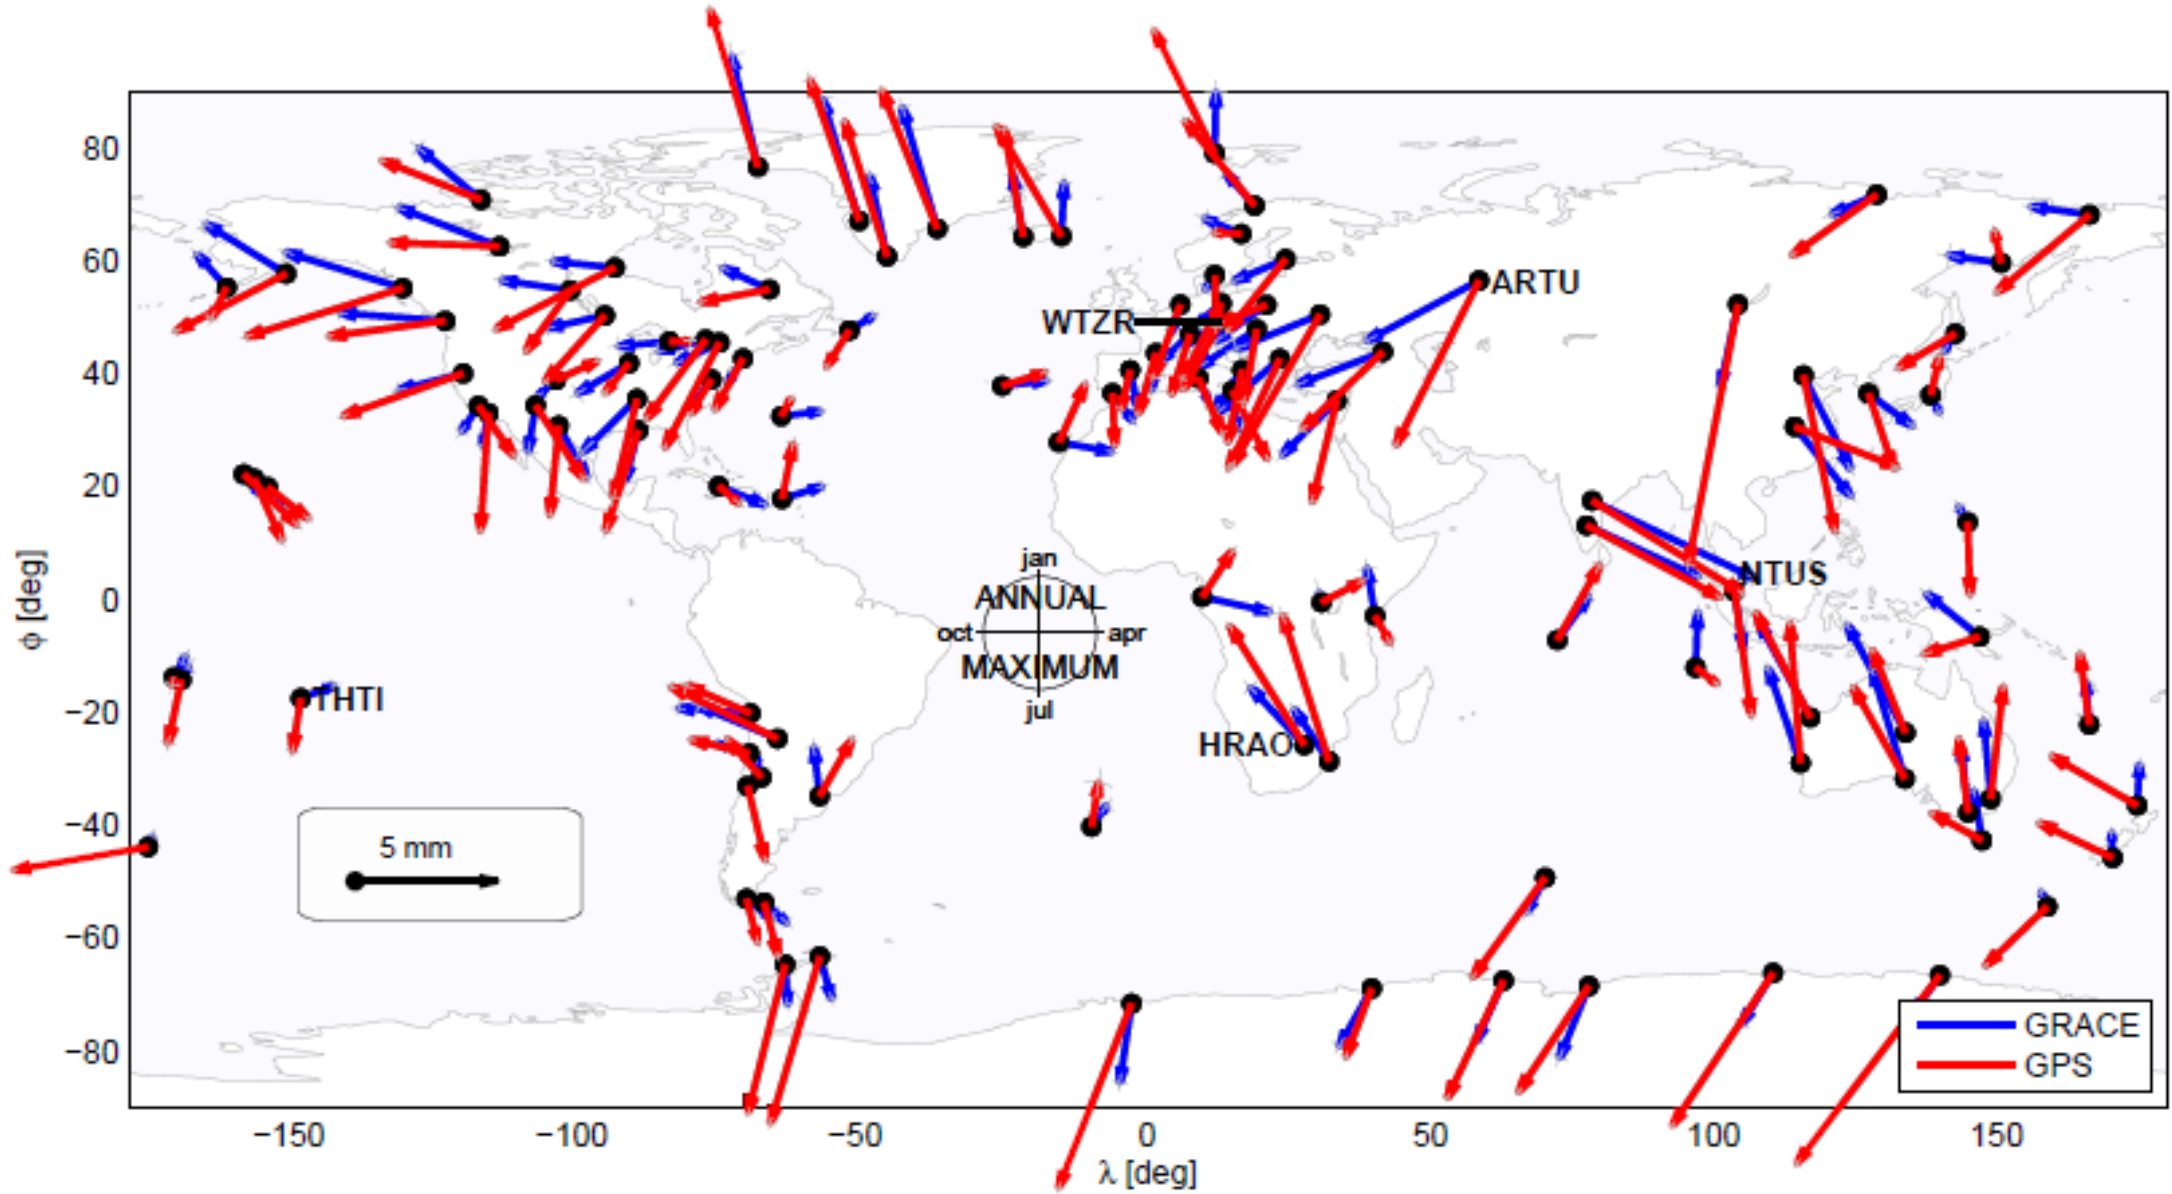 80
60
40
20
0
−20
−40
−60
−80
ϕ [deg]
ARTU
WTZR
NTUS
THTI
HRAO
jan
ANNUAL
oct apr
MAXIMUM
jul
5 mm
GRACE
GPS
−150 −100 −50 0 50 100 150
λ [deg]